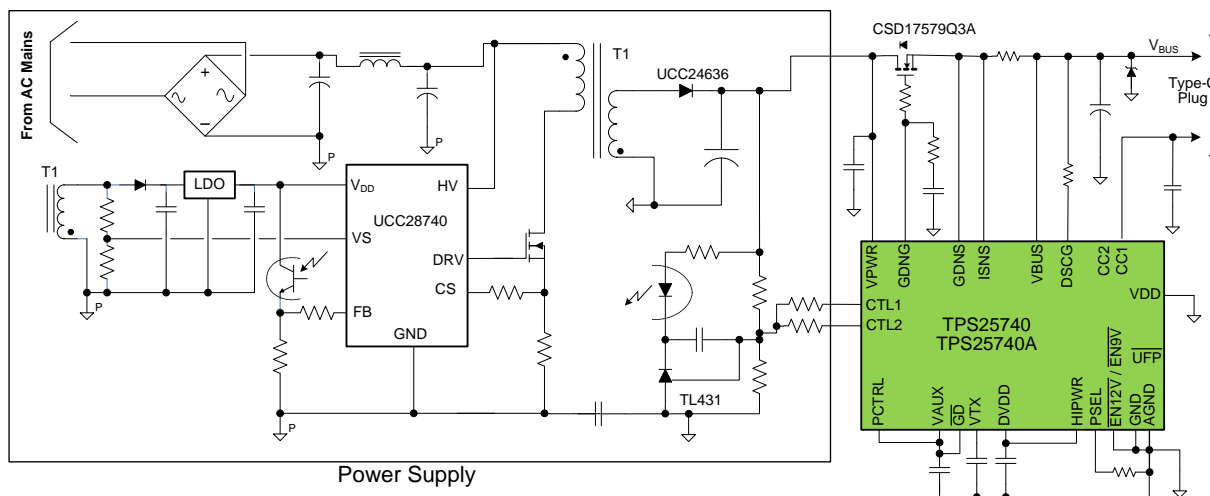 From AC Mains
T1
CSD17579Q3A
UCC24636
VBUS
Type-C
Plug
P
P
T1
LDO
VDD
HV
UCC28740
VS
DRV
CS
FB
GND
P
P
TL431
VPWR
GDNG
GDNS
ISNS
VBUS
DSCG
CC2
CC1
VDD
CTL1
CTL2
TPS25740
TPS25740A
UFP
PCTRL
VAUX
GD
VTX
DVDD
HIPWR
PSEL
EN12V / EN9V
GND
AGND
Power Supply